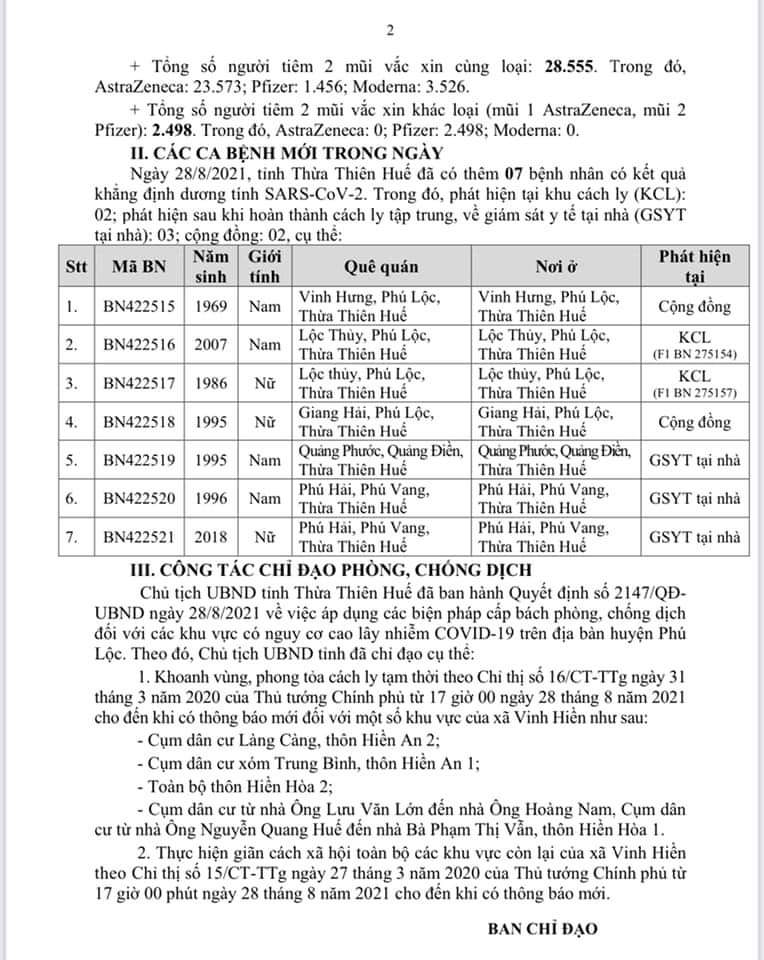 2
+ Tổng số người tiêm 2 mũi vắc xin cùng loại: 28.555. Trong đó,
AstraZeneca: 23.573; Pfizer: 1.456; Moderna: 3.526.
+ Tổng số người tiêm 2 mũi vắc xin khác loại (mũi 1 AstraZeneca, mũi 2
Pfizer): 2.498. Trong đó, AstraZeneca: 0; Pfizer: 2.498; Moderna: 0.
II. CÁC CA BỆNH MỚI TRONG NGÀY
Ngày 28/8/2021, tỉnh Thừa Thiên Huế đã có thêm 07 bệnh nhân có kết quả
khẳng định dương tính SARS-CoV-2. Trong đó, phát hiện tại khu cách ly (KCL):
02; phát hiện sau khi hoàn thành cách ly tập trung, về giám sát y tế tại nhà (GSYT
tại nhà): 03; cộng đồng: 02, cụ thể:
Stt Mã BN Năm sinh Giới tính Quê quán Nơi ở Phát hiện tại
1. BN422515 1969 Nam Vinh Hưng, Phú Lộc, Thừa Thiên Huế Vinh Hưng, Phú Lộc, Thừa Thiên Huế Cộng đồng
2. BN422516 2007 Nam Lộc Thủy, Phú Lộc, Thừa Thiên Huế Lộc Thủy, Phú Lộc, Thừa Thiên Huế KCL (F1 BN 275154)
3. BN422517 1986 Nữ Lộc thủy, Phú Lộc, Thừa Thiên Huế Lộc thủy, Phú Lộc, Thừa Thiên Huế KCL (F1 BN 275157)
4. BN422518 1995 Nữ Giang Hải, Phú Lộc, Thừa Thiên Huế Giang Hải, Phú Lộc, Thừa Thiên Huế Cộng đồng
5. BN422519 1995 Nam Quảng Phước, Quảng Điền, Thừa Thiên Huế Quảng Phước, Quảng Điền, Thừa Thiên Huế GSYT tại nhà
6. BN422520 1996 Nam Phú Hải, Phú Vang, Thừa Thiên Huế Phú Hải, Phú Vang, Thừa Thiên Huế GSYT tại nhà
7. BN422521 2018 Nữ Phú Hải, Phú Vang, Thừa Thiên Huế Phú Hải, Phú Vang, Thừa Thiên Huế GSYT tại nhà
III. CÔNG TÁC CHỈ ĐẠO PHÒNG, CHỐNG DỊCH
Chủ tịch UBND tỉnh Thừa Thiên Huế đã ban hành Quyết định số 2147/QĐ-
UBND ngày 28/8/2021 về việc áp dụng các biện pháp cấp bách phòng, chống dịch
đối với các khu vực có nguy cơ cao lây nhiễm COVID-19 trên địa bàn huyện Phú
Lộc. Theo đó, Chủ tịch UBND tỉnh đã chỉ đạo cụ thể:
1. Khoanh vùng, phong tỏa cách ly tạm thời theo Chỉ thị số 16/CT-TTg ngày 31
tháng 3 năm 2020 của Thủ tướng Chính phủ từ 17 giờ 00 ngày 28 tháng 8 năm 2021
cho đến khi có thông báo mới đối với một số khu vực của xã Vinh Hiền như sau:
- Cụm dân cư Làng Càng, thôn Hiền An 2;
- Cụm dân cư xóm Trung Bình, thôn Hiền An 1;
- Toàn bộ thôn Hiền Hòa 2;
- Cụm dân cư từ nhà Ông Lưu Văn Lớn đến nhà Ông Hoàng Nam, Cụm dân
cư từ nhà Ông Nguyễn Quang Huế đến nhà Bà Phạm Thị Vẫn, thôn Hiền Hòa 1.
2. Thực hiện giãn cách xã hội toàn bộ các khu vực còn lại của xã Vinh Hiền
theo Chỉ thị số 15/CT-TTg ngày 27 tháng 3 năm 2020 của Thủ tướng Chính phủ từ
17 giờ 00 phút ngày 28 tháng 8 năm 2021 cho đến khi có thông báo mới.
BAN CHỈ ĐẠO